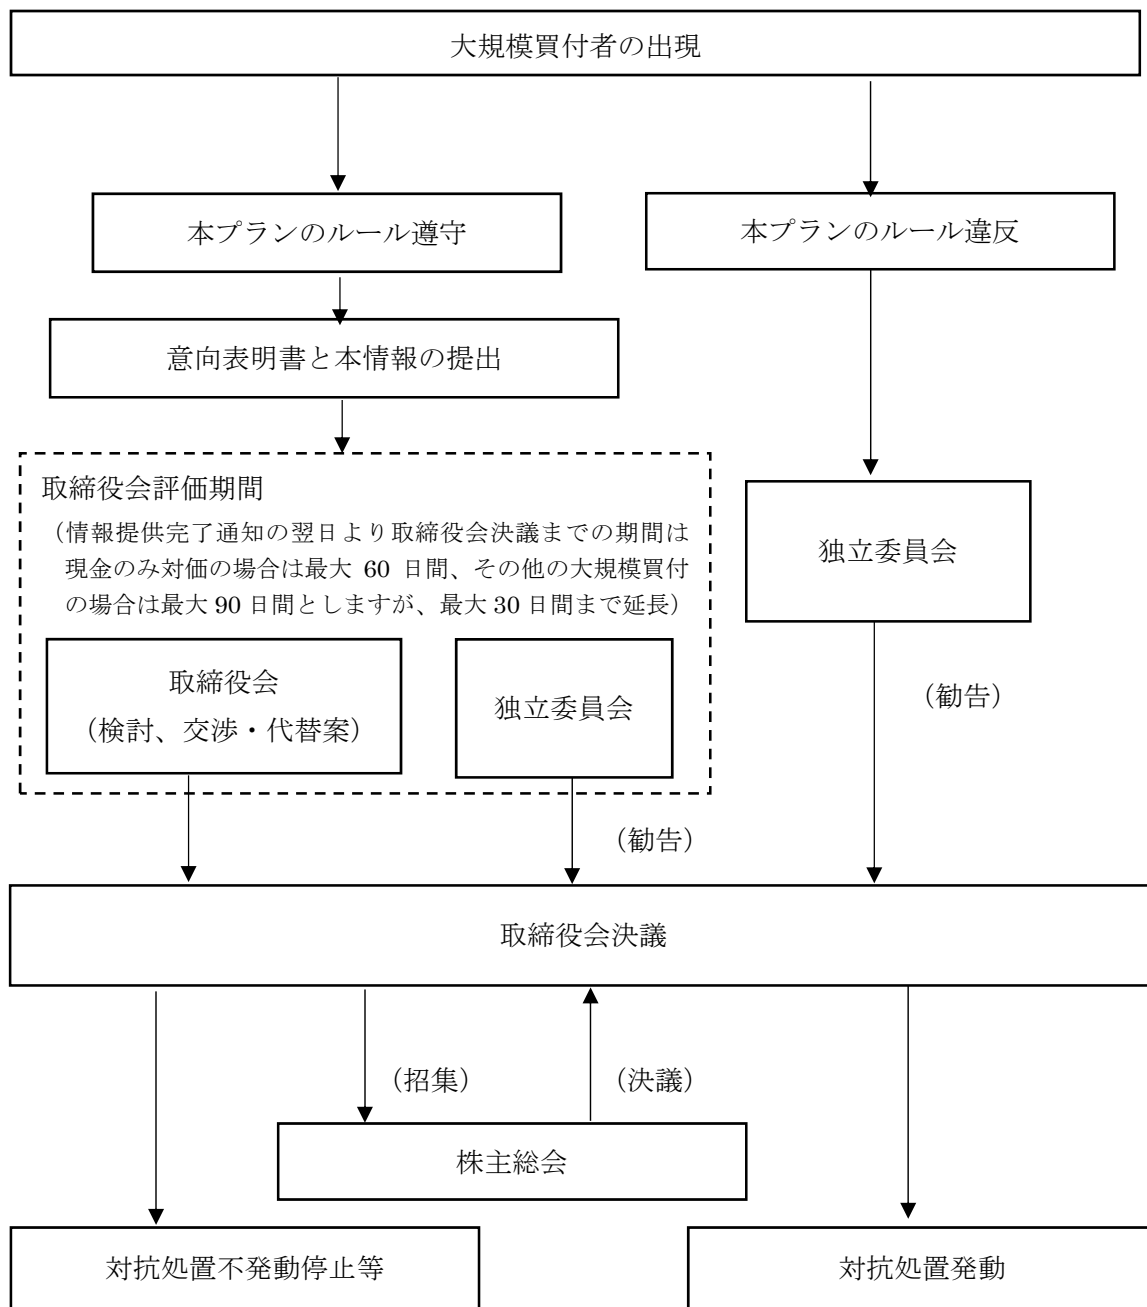 大規模買付者の出現
本プランのルール遵守
本プランのルール違反
意向表明書と本情報の提出
取締役会評価期間
（情報提供完了通知の翌日より取締役会決議までの期間は
現金のみ対価の場合は最大 60 日間、その他の大規模買付
の場合は最大 90 日間としますが、最大 30 日間まで延長）
独立委員会
取締役会
（検討、交渉・代替案）
独立委員会
（勧告）
（勧告）
取締役会決議
（招集）
（決議）
株主総会
対抗処置不発動停止等
対抗処置発動